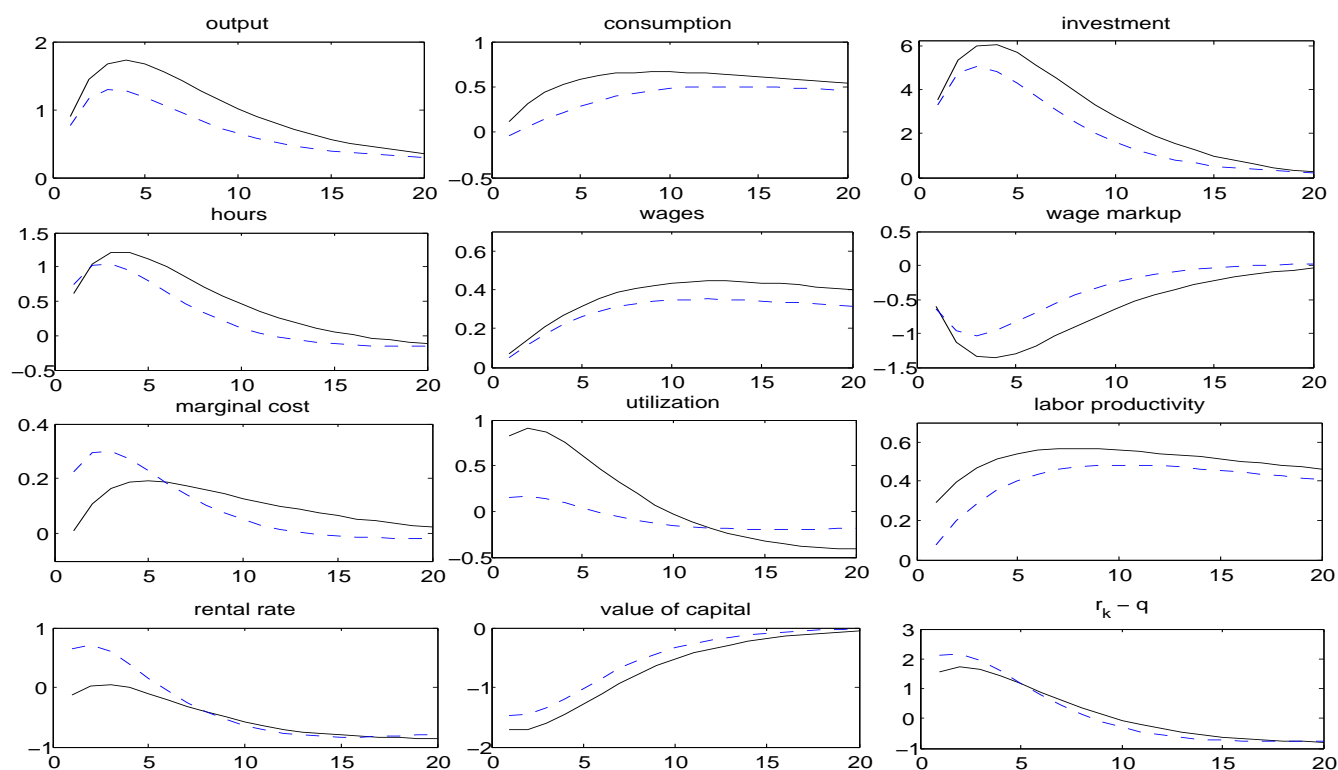 output
2
1
0
0 5 10 15 20
consumption
1
0.5
0
−0.5
0 5 10 15 20
investment
6
4
2
0
0 5 10 15 20
hours
1.5
1
0.5
0
−0.5
0 5 10 15 20
wages
0.6
0.4
0.2
0
0 5 10 15 20
wage markup
0.5
0
−0.5
−1
−1.5
0 5 10 15 20
marginal cost
0.4
0.2
0
0 5 10 15 20
utilization
1
0.5
0
−0.5
0 5 10 15 20
labor productivity
0.6
0.4
0.2
0
0 5 10 15 20
rental rate
1
0
−1
0 5 10 15 20
value of capital
0
−1
−2
0 5 10 15 20
r_k − q
3
2
1
0
−1
0 5 10 15 20